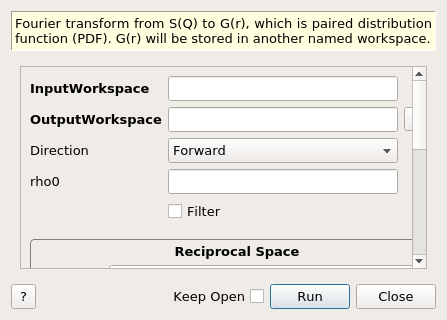 Fourier transform from S(Q) to G(r), which is paired distribution
function (PDF). G(r) will be stored in another named workspace.
InputWorkspace
OutputWorkspace
Direction Forward
rho0
Filter
Reciprocal Space
? Keep Open Run Close